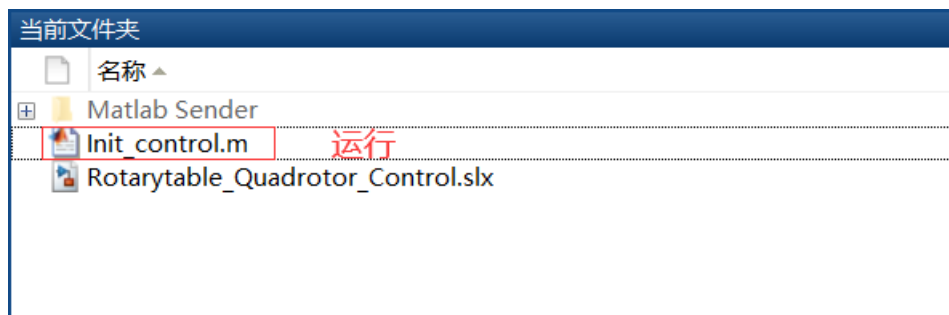 当前文件夹
名称
Matlab Sender
Init_control.m 运行
Rotarytable_Quadrotor_Control.slx